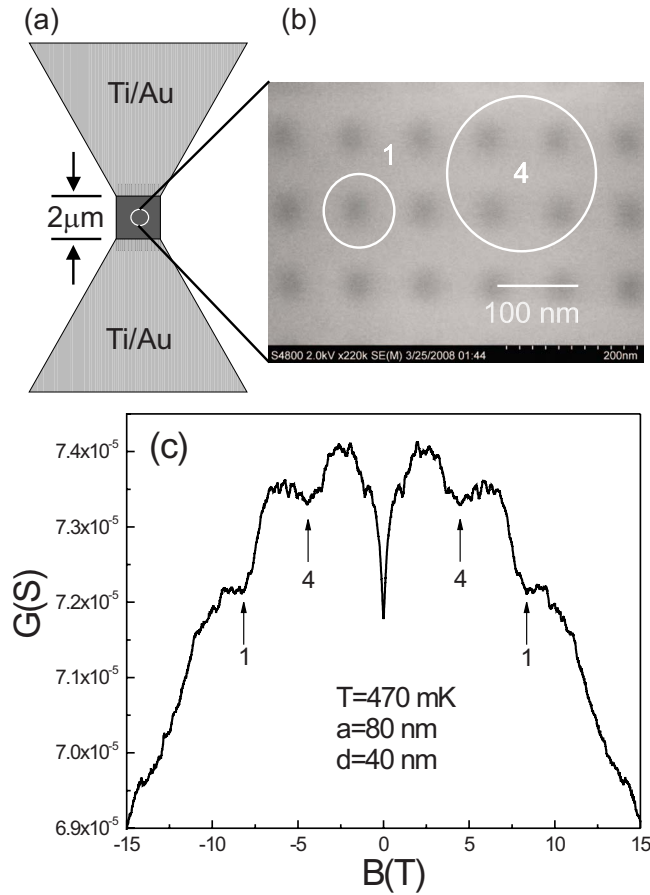 (a)
Ti/Au
2μm
Ti/Au
(b)
1
4
100 nm
S4800 2.0kV x220k SE(M) 3/25/2008 01:44
200nm
(c)
G(S)
7.4x10⁻⁵
7.3x10⁻⁵
7.2x10⁻⁵
7.1x10⁻⁵
7.0x10⁻⁵
6.9x10⁻⁵
4
4
1
1
T=470 mK
a=80 nm
d=40 nm
-15 -10 -5 0 5 10 15
B(T)